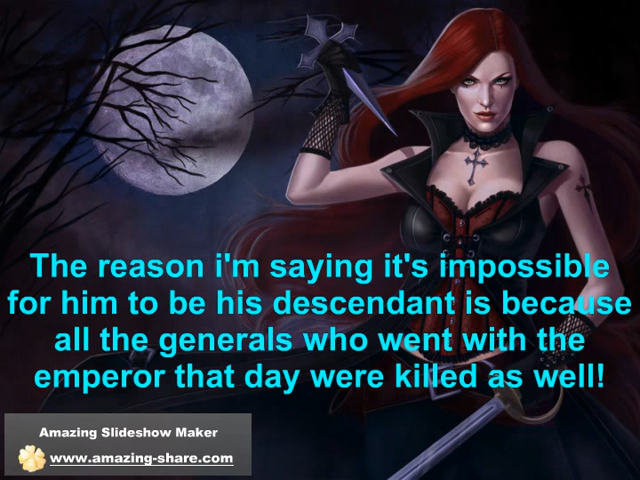 The reason i'm saying it's impossible
for him to be his descendant is because
all the generals who went with the
emperor that day were killed as well!
Amazing Slideshow Maker
www.amazing-share.com